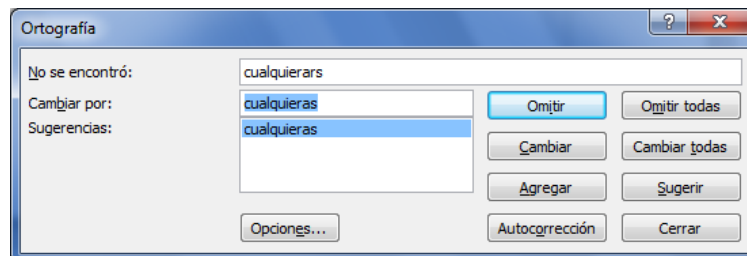 Ortografía
No se encontró: cualquierars
Cambiar por: cualquieras Omitir Omitir todas
Sugerencias: cualquieras
Cambiar Cambiar todas
Agregar Sugerir
Opciones... Autocorrección Cerrar